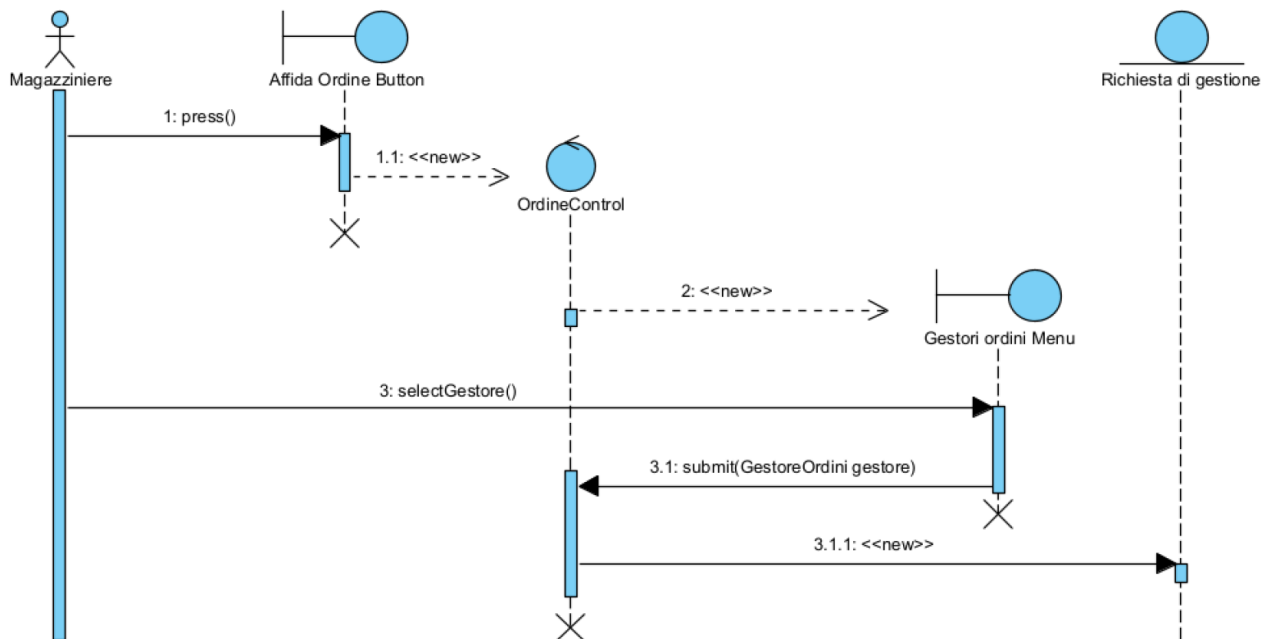 Magazziniere
Affida Ordine Button
Richiesta di gestione
1: press()
1.1: <<new>>
OrdineControl
2: <<new>>
Gestori ordini Menu
3: selectGestore()
3.1: submit(GestoreOrdini gestore)
3.1.1: <<new>>